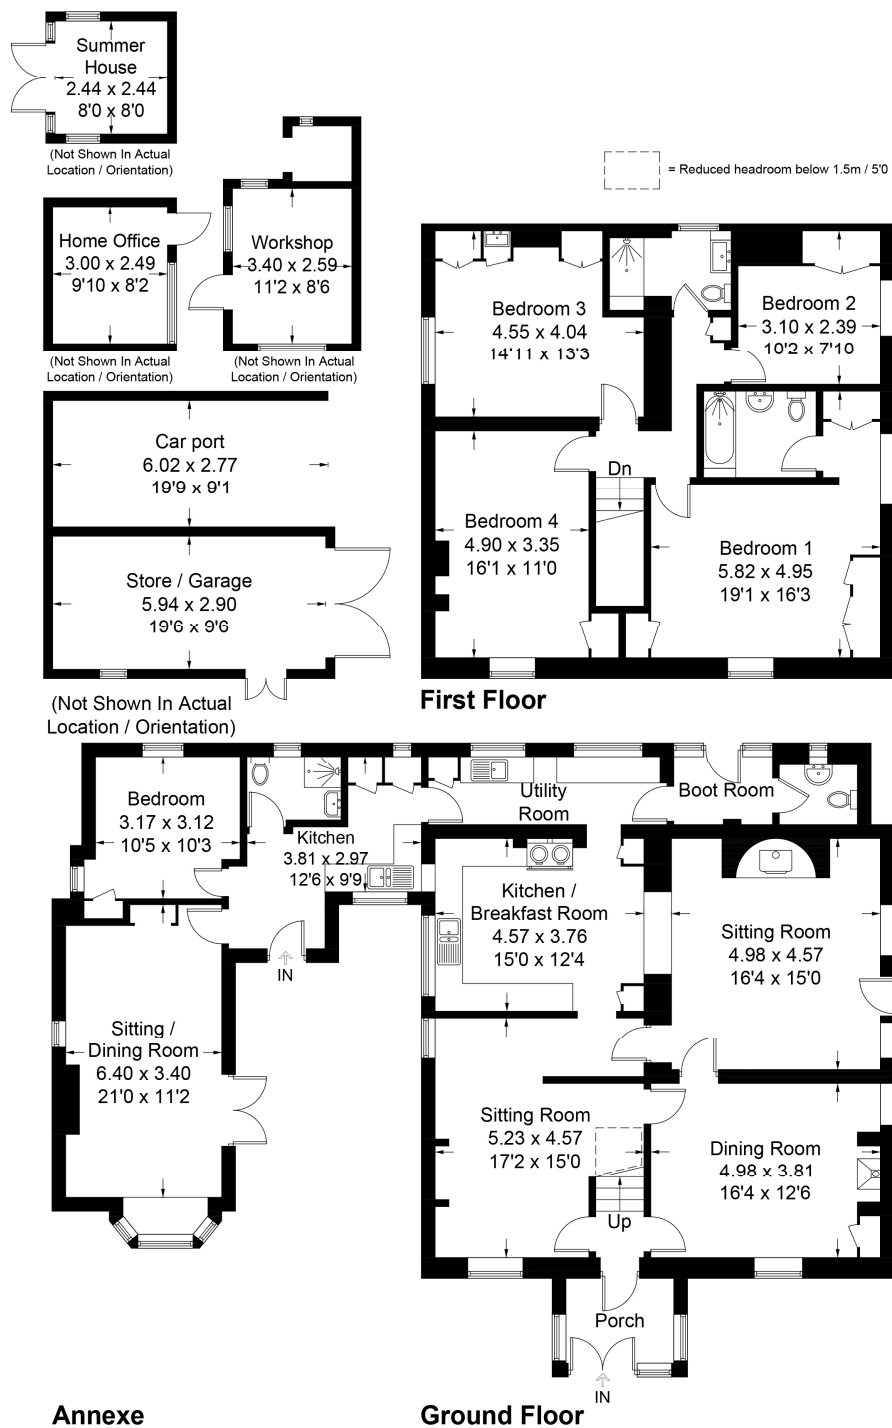 Summer
House
2.44 x 2.44
8'0 x 8'0
(Not Shown In Actual
Location / Orientation)
= Reduced headroom below 1.5m / 5'0
Home Office
3.00 x 2.49
9'10 x 8'2
(Not Shown In Actual
Location / Orientation)
Workshop
3.40 x 2.59
11'2 x 8'6
(Not Shown In Actual
Location / Orientation)
Car port
6.02 x 2.77
19'9 x 9'1
Store / Garage
5.94 x 2.90
19'6 x 9'6
(Not Shown In Actual
Location / Orientation)
Bedroom 3
4.55 x 4.04
14'11 x 13'3
Bedroom 2
3.10 x 2.39
10'2 x 7'10
Dn
Bedroom 4
4.90 x 3.35
16'1 x 11'0
Bedroom 1
5.82 x 4.95
19'1 x 16'3
First Floor
Bedroom
3.17 x 3.12
10'5 x 10'3
Kitchen
3.81 x 2.97
12'6 x 9'9
IN
Sitting /
Dining Room
6.40 x 3.40
21'0 x 11'2
Utility
Room
Boot Room
Kitchen /
Breakfast Room
4.57 x 3.76
15'0 x 12'4
Sitting Room
4.98 x 4.57
16'4 x 15'0
Sitting Room
5.23 x 4.57
17'2 x 15'0
Dining Room
4.98 x 3.81
16'4 x 12'6
Up
Porch
IN
Annexe
Ground Floor